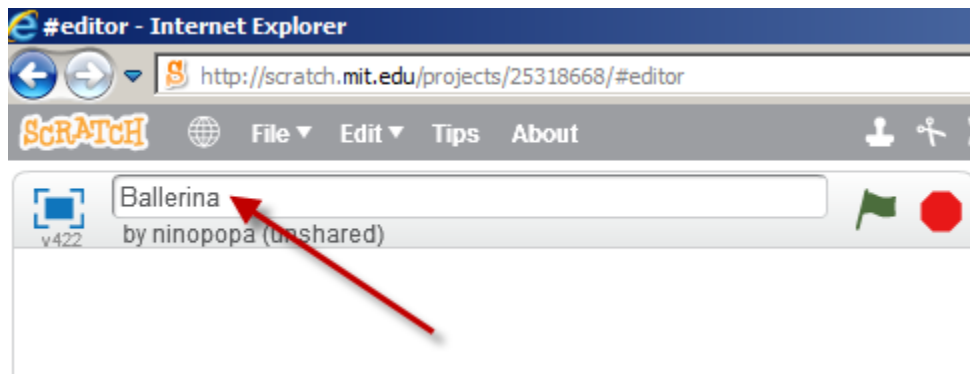 #editor - Internet Explorer
http://scratch.mit.edu/projects/25318668/#editor
SCRATCH File Edit Tips About
Ballerina
v422 by ninopopa (unshared)